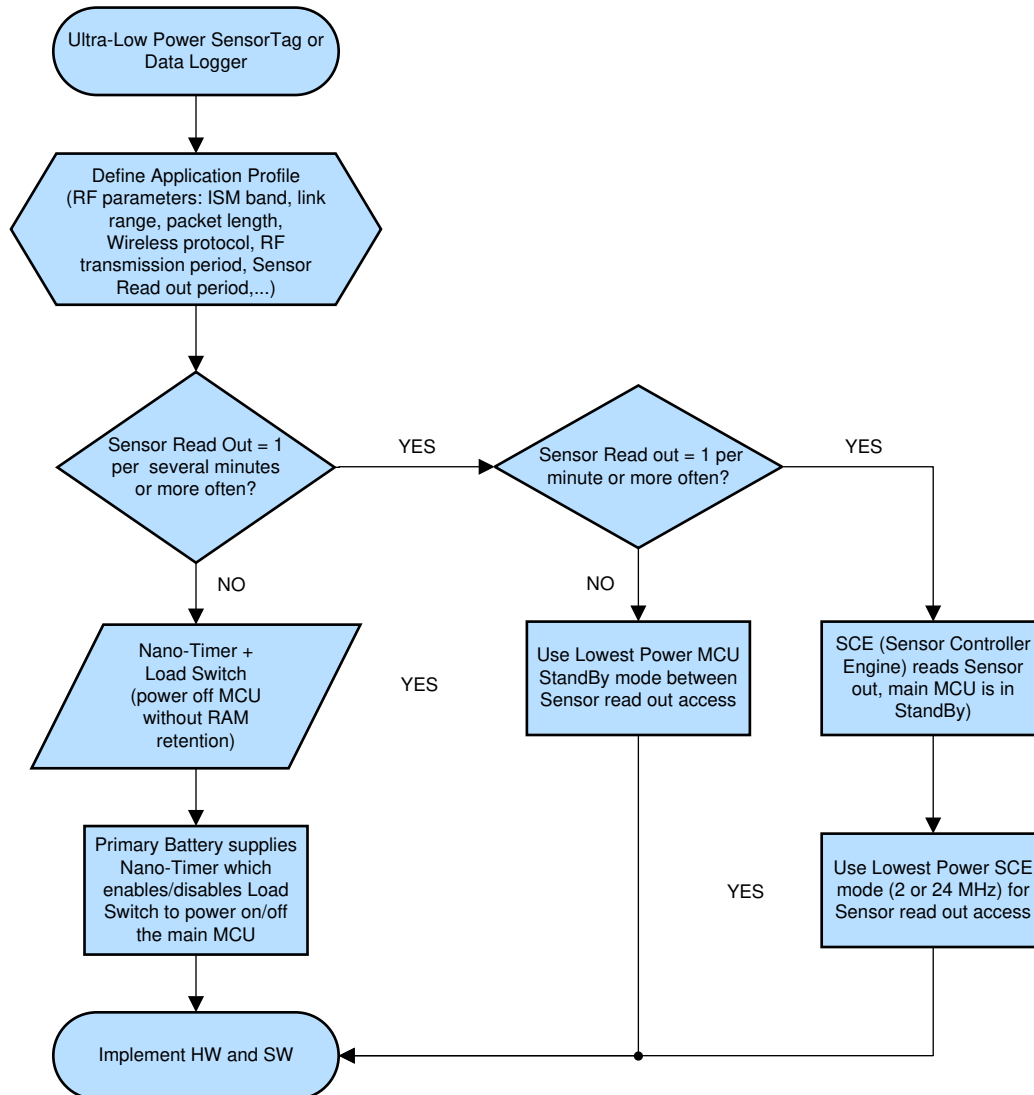 Ultra-Low Power SensorTag or
Data Logger
Define Application Profile
(RF parameters: ISM band, link
range, packet length,
Wireless protocol, RF
transmission period, Sensor
Read out period,...)
Sensor Read Out = 1
per several minutes
or more often?
YES
Sensor Read out = 1 per
minute or more often?
YES
NO
NO
Nano-Timer +
Load Switch
(power off MCU
without RAM
retention)
YES
Use Lowest Power MCU
StandBy mode between
Sensor read out access
SCE (Sensor Controller
Engine) reads Sensor
out, main MCU is in
StandBy)
Primary Battery supplies
Nano-Timer which
enables/disables Load
Switch to power on/off
the main MCU
YES
Use Lowest Power SCE
mode (2 or 24 MHz) for
Sensor read out access
Implement HW and SW